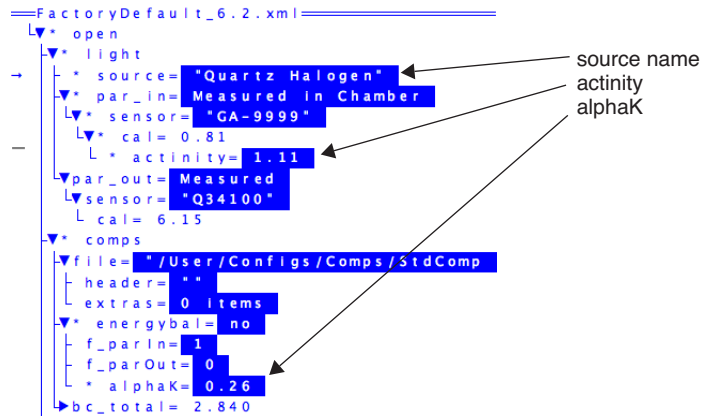 FactoryDefault_6.2.xml
* open
* light
* source= "Quartz Halogen"
* par_in= Measured in Chamber
* sensor= "GA-9999"
* cal= 0.81
* actinity= 1.11
par_out= Measured
sensor= "Q34100"
cal= 6.15
* comps
file= "/User/Configs/Comps/StdComp
header= ""
extras= 0 items
* energybal= no
f_parIn= 1
f_parOut= 0
* alphaK= 0.26
bc_total= 2.840
source name
actinity
alphaK